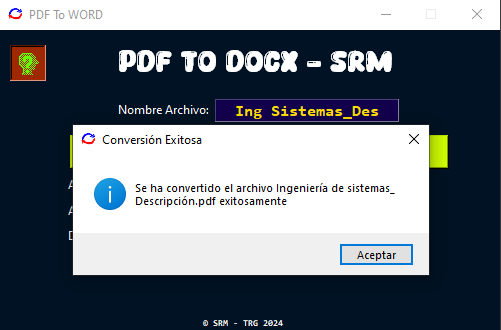 PDF To WORD
PDF TO DOCX - SRM
Nombre Archivo:
Ing Sistemas_Des
Conversión Exitosa
Se ha convertido el archivo Ingeniería de sistemas_
Descripción.pdf exitosamente
Aceptar
© SRM - TRG 2024